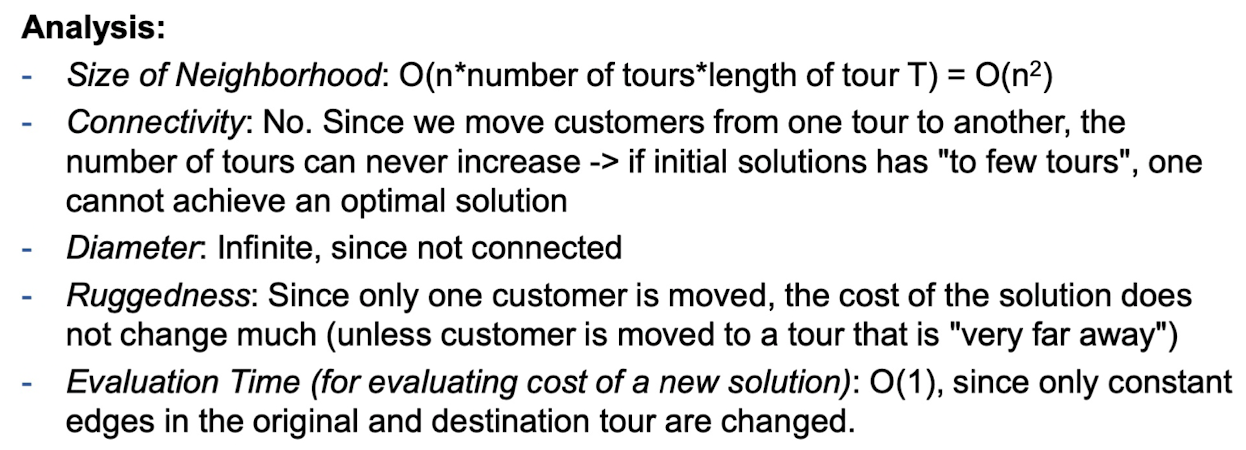 Analysis:
- Size of Neighborhood: O(n*number of tours*length of tour T) = O(n²)
- Connectivity: No. Since we move customers from one tour to another, the
number of tours can never increase -> if initial solutions has "to few tours", one
cannot achieve an optimal solution
- Diameter: Infinite, since not connected
- Ruggedness: Since only one customer is moved, the cost of the solution does
not change much (unless customer is moved to a tour that is "very far away")
- Evaluation Time (for evaluating cost of a new solution): O(1), since only constant
edges in the original and destination tour are changed.